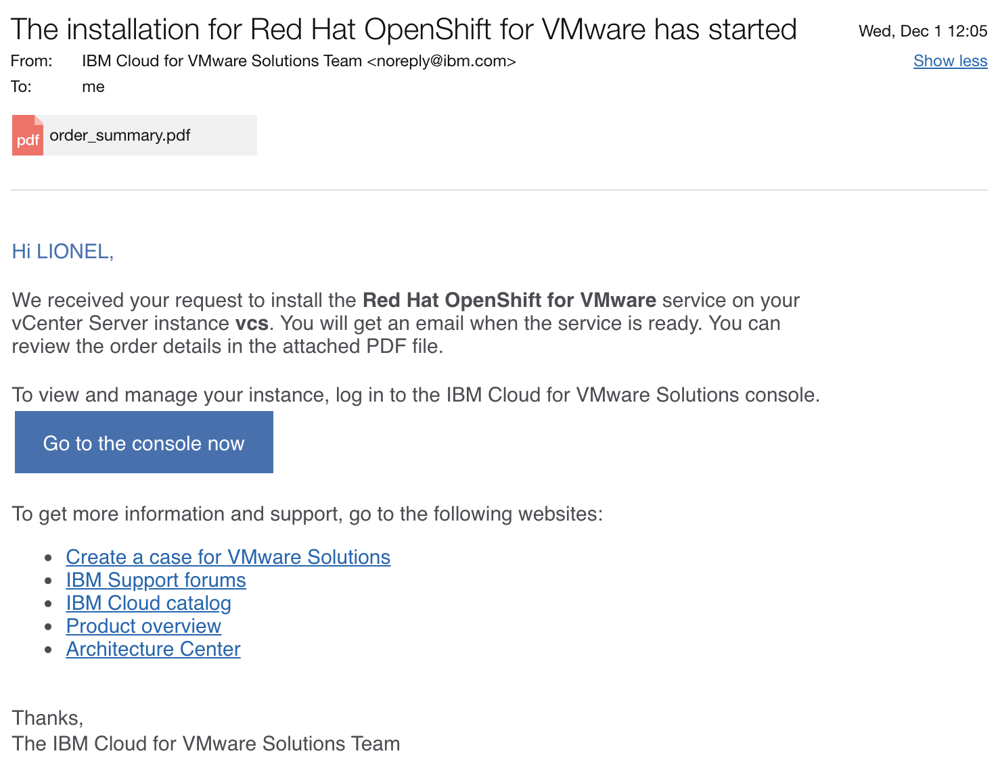 The installation for Red Hat OpenShift for VMware has started
Wed, Dec 1 12:05
From: IBM Cloud for VMware Solutions Team <noreply@ibm.com>
Show less
To: me
pdf order_summary.pdf
Hi LIONEL,
We received your request to install the Red Hat OpenShift for VMware service on your
vCenter Server instance vcs. You will get an email when the service is ready. You can
review the order details in the attached PDF file.
To view and manage your instance, log in to the IBM Cloud for VMware Solutions console.
Go to the console now
To get more information and support, go to the following websites:
• Create a case for VMware Solutions
• IBM Support forums
• IBM Cloud catalog
• Product overview
• Architecture Center
Thanks,
The IBM Cloud for VMware Solutions Team